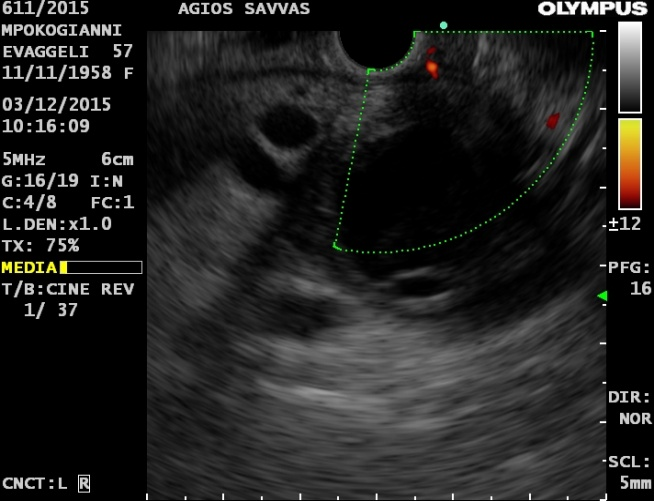 611/2015 AGIOS SAVVAS OLYMPUS
MPOKOGIANNI
EVAGGELI 57
11/11/1958 F
03/12/2015
10:16:09
5MHz 6cm
G:16/19 I:N
C:4/8 FC:1
L.DEN:x1.0
TX: 75%
MEDIA
T/B:CINE REV
1/ 37
CNCT:L R
±12
PFG:
16
DIR:
NOR
SCL:
5mm